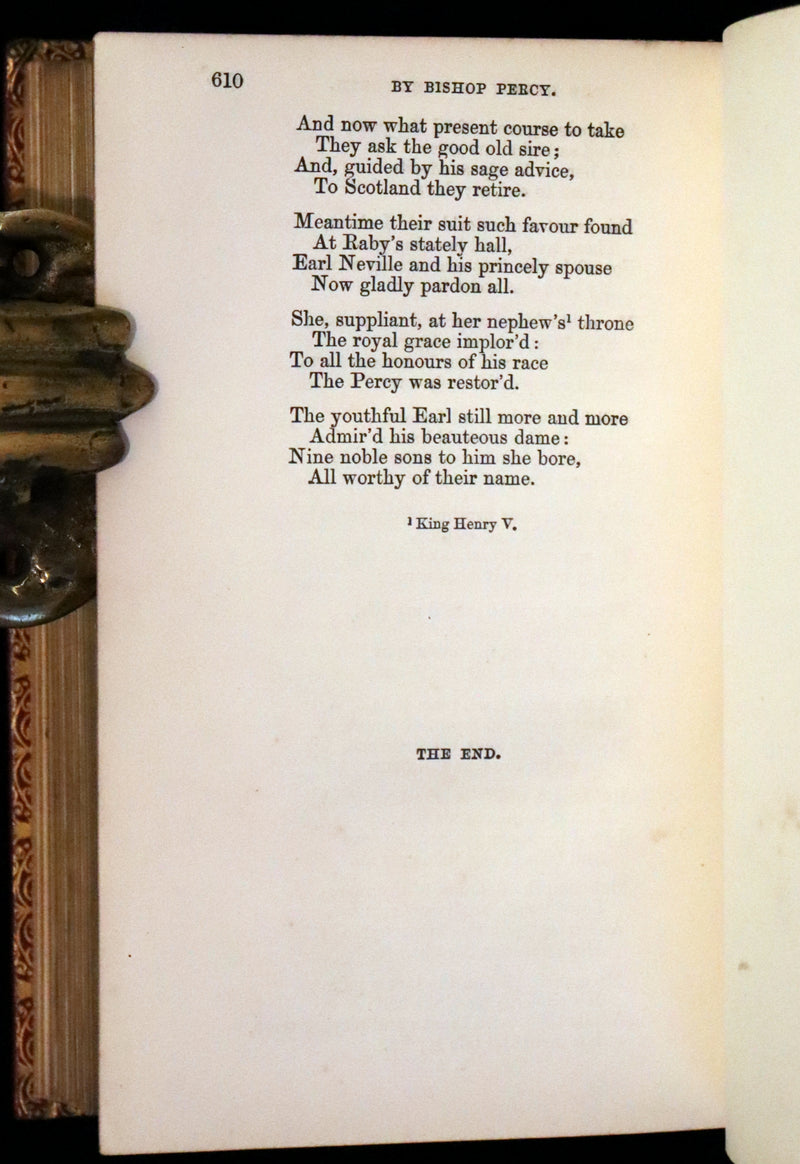 610
BY BISHOP PERCY.
And now what present course to take
They ask the good old sire;
And, guided by his sage advice,
To Scotland they retire.
Meantime their suit such favour found
At Raby's stately hall,
Earl Neville and his princely spouse
Now gladly pardon all.
She, suppliant, at her nephew's¹ throne
The royal grace implor'd:
To all the honours of his race
The Percy was restor'd.
The youthful Earl still more and more
Admir'd his beauteous dame:
Nine noble sons to him she bore,
All worthy of their name.
¹ King Henry V.
THE END.